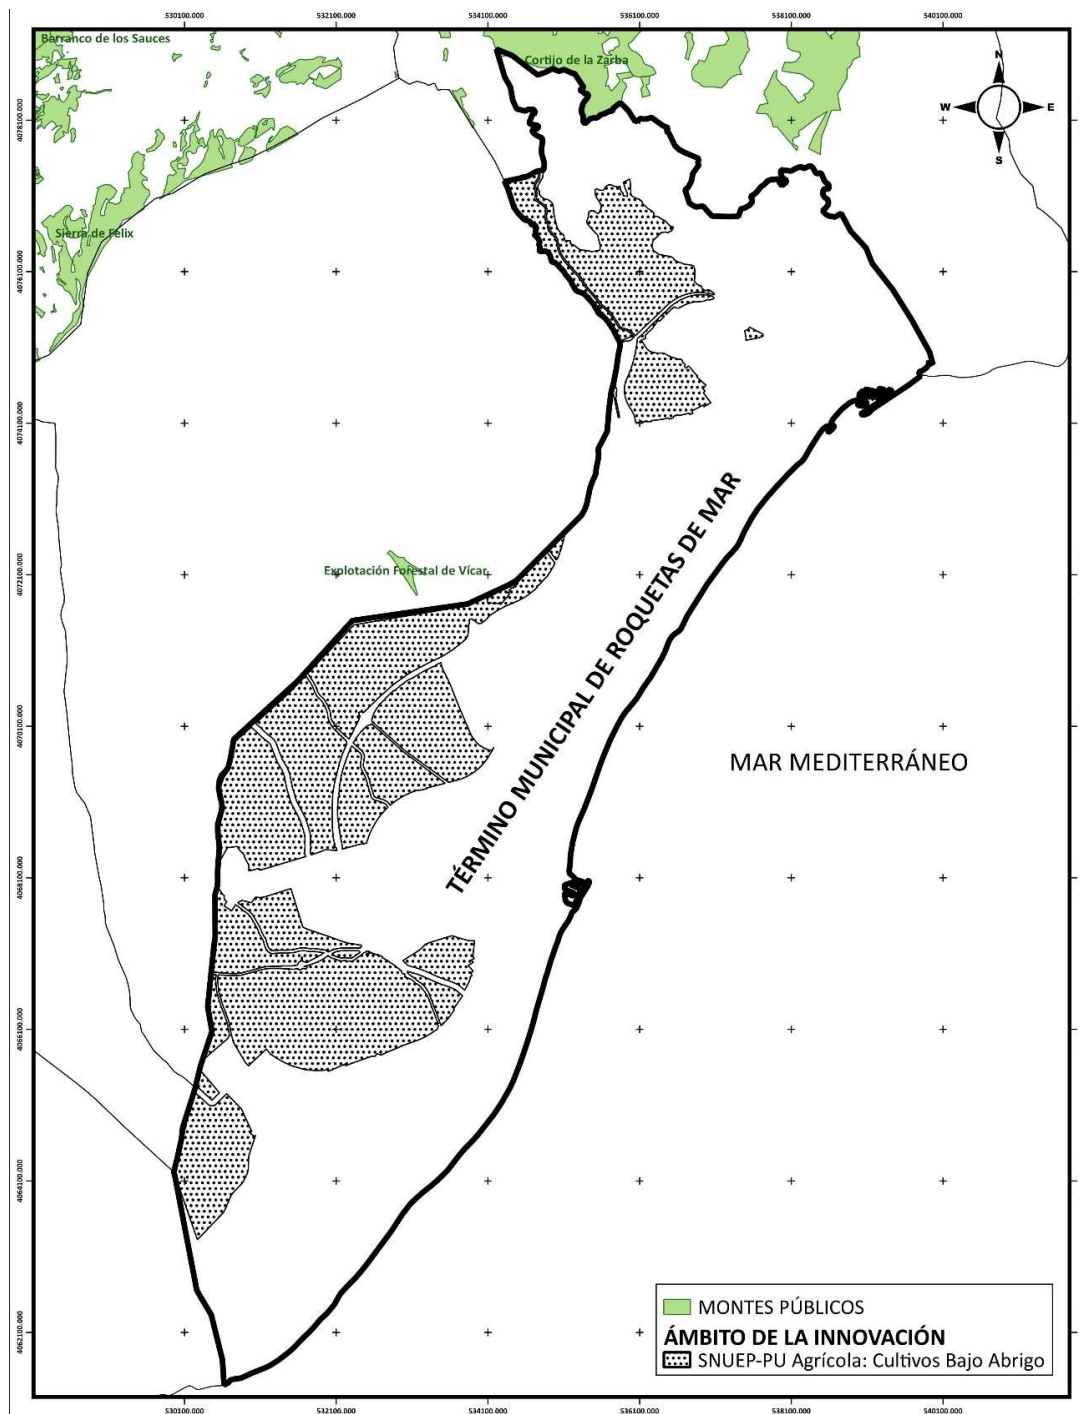 530100.000 532100.000 534100.000 536100.000 538100.000 540100.000
Barranco de los Sauces
Cortijo de la Zarba
N
W E
S
4078100.000
Sierra de Felix
4076100.000
4074100.000
Explotación Forestal de Vícar
4072100.000
TÉRMINO MUNICIPAL DE ROQUETAS DE MAR
4070100.000
MAR MEDITERRÁNEO
4068100.000
4066100.000
4064100.000
4062100.000
MONTES PÚBLICOS
ÁMBITO DE LA INNOVACIÓN
SNUEP-PU Agrícola: Cultivos Bajo Abrigo
530100.000 532100.000 534100.000 536100.000 538100.000 540100.000